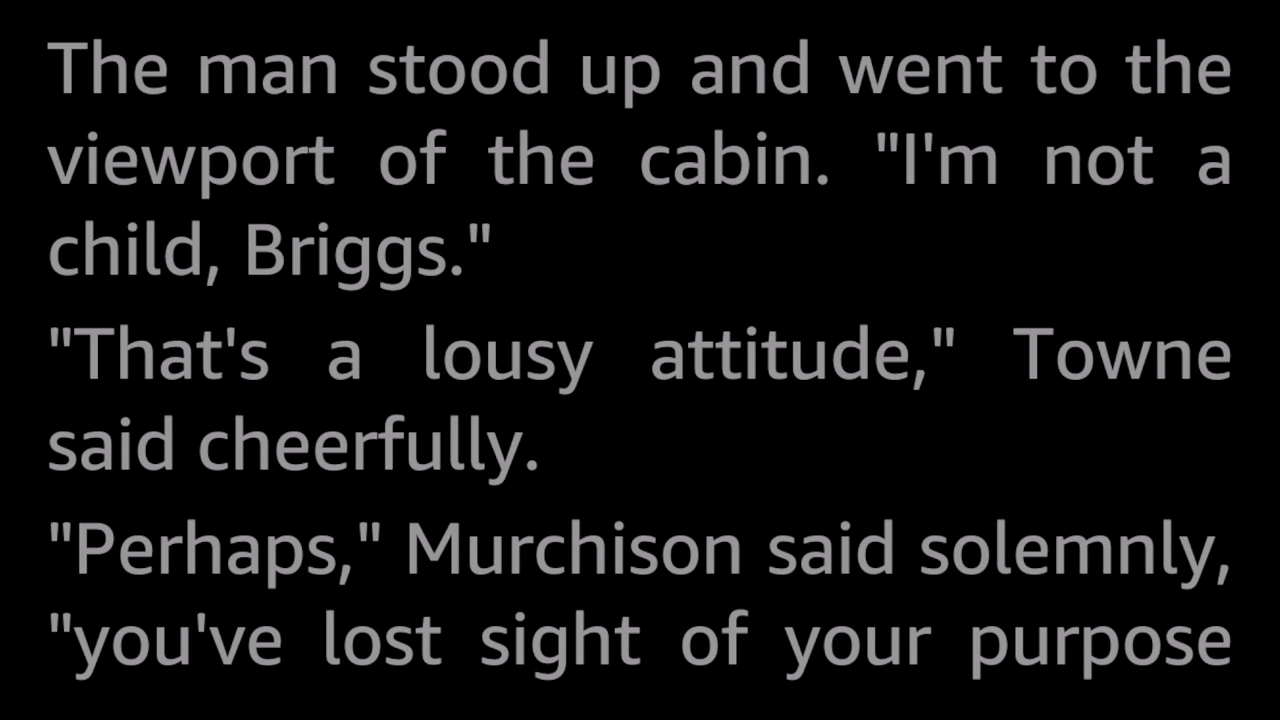 The man stood up and went to the
viewport of the cabin. "I'm not a
child, Briggs."
"That's a lousy attitude," Towne
said cheerfully.
"Perhaps," Murchison said solemnly,
"you've lost sight of your purpose